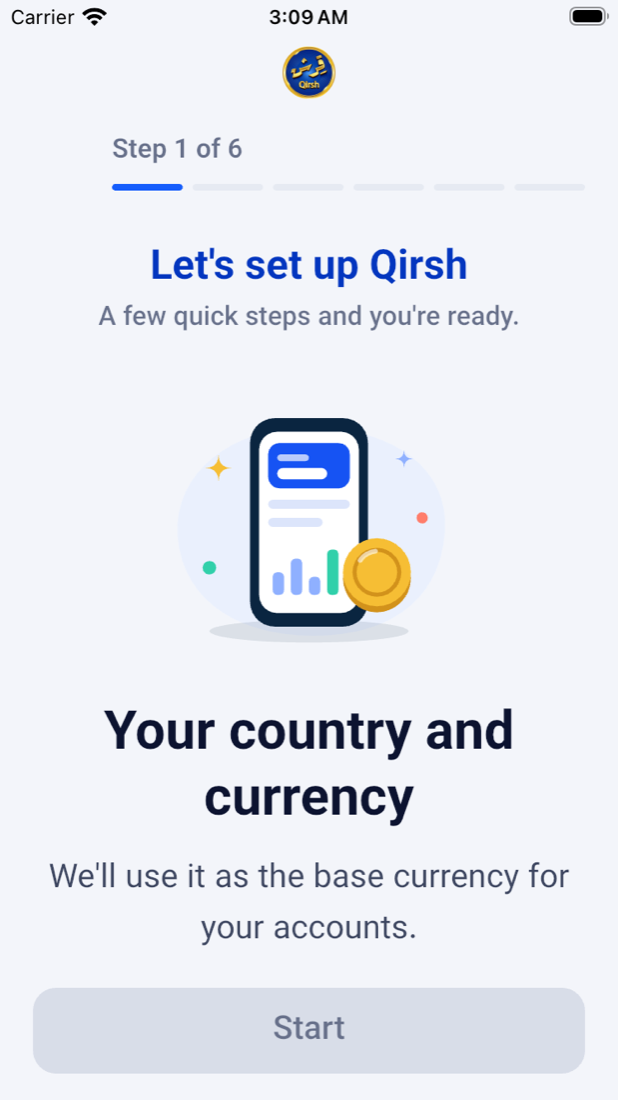 Carrier 3:09 AM
قرش
Qirsh
Step 1 of 6
Let's set up Qirsh
A few quick steps and you're ready.
Your country and
currency
We'll use it as the base currency for
your accounts.
Start